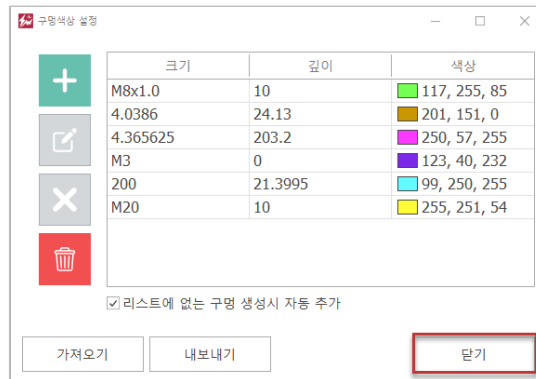 구멍색상 설정
크기 깊이 색상
M8x1.0 10 117, 255, 85
4.0386 24.13 201, 151, 0
4.365625 203.2 250, 57, 255
M3 0 123, 40, 232
200 21.3995 99, 250, 255
M20 10 255, 251, 54
리스트에 없는 구멍 생성시 자동 추가
가져오기 내보내기 닫기